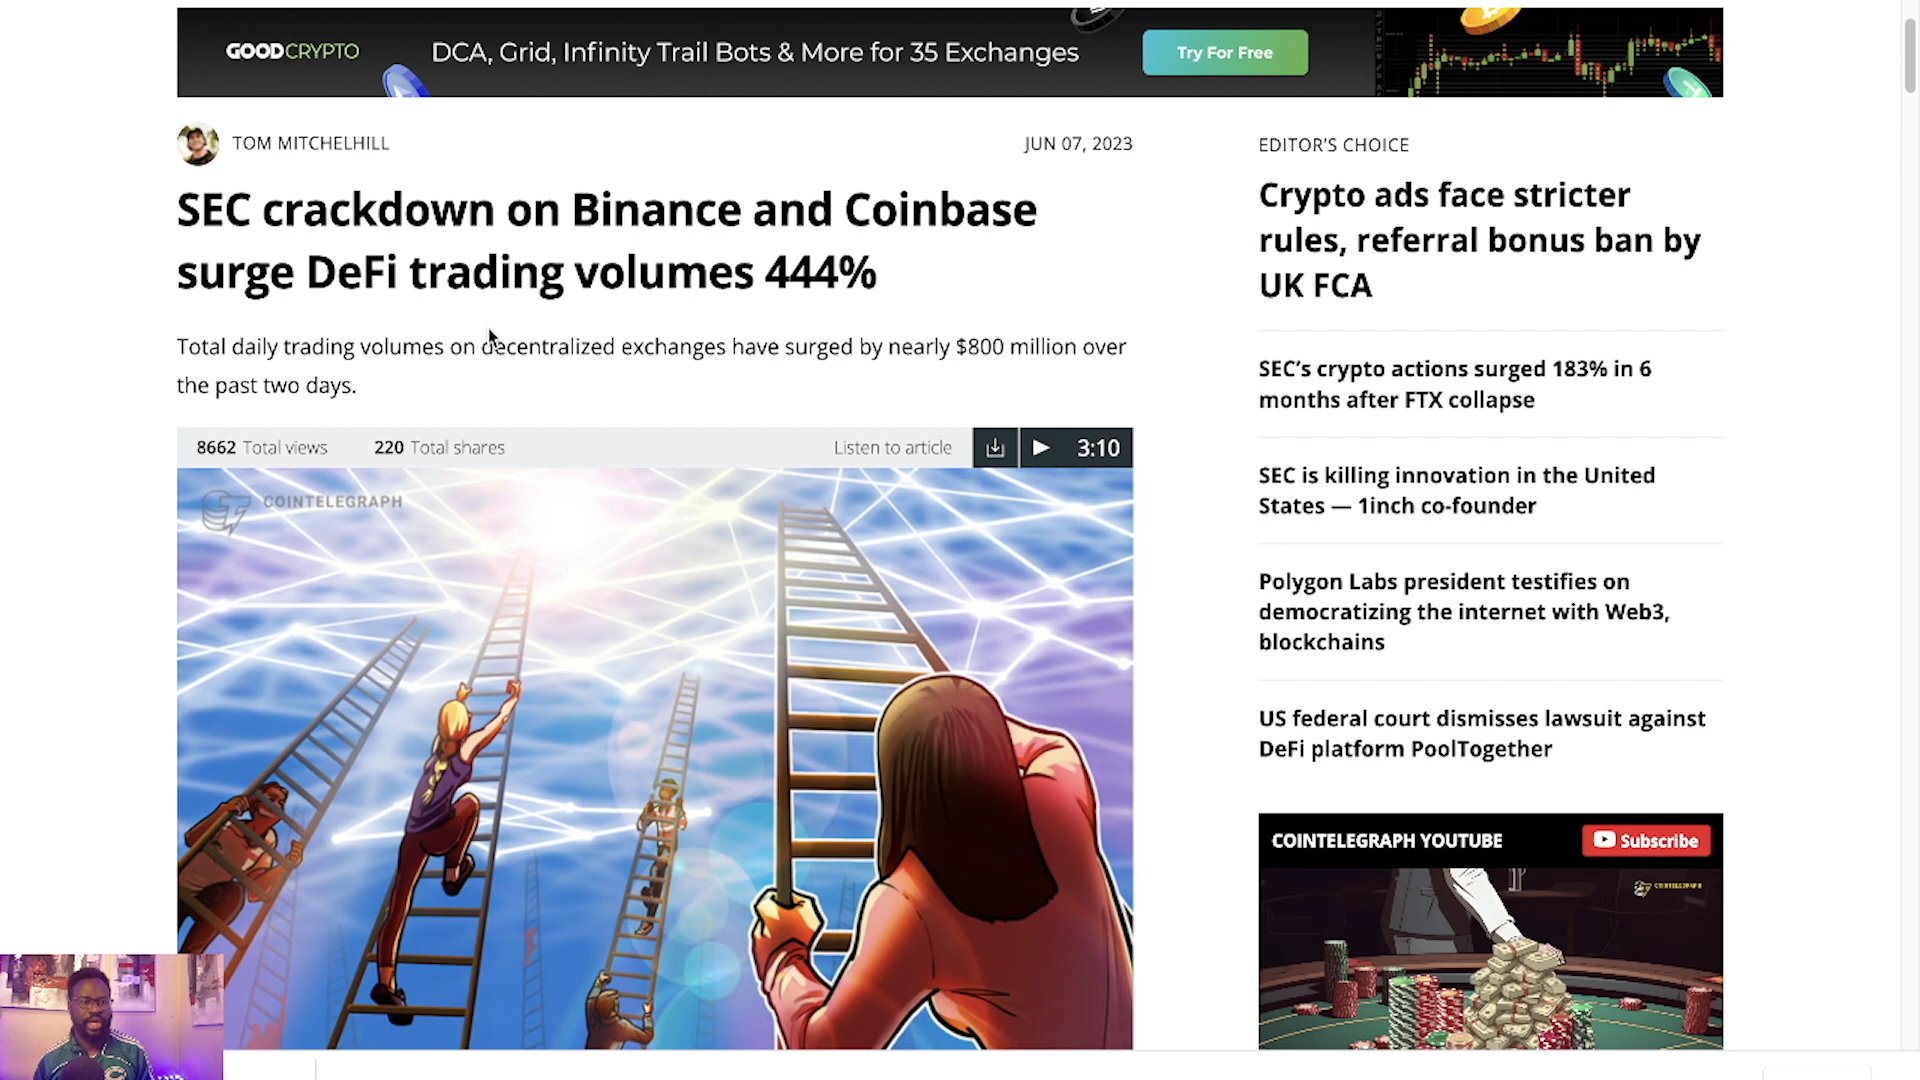 GOODCRYPTO
DCA, Grid, Infinity Trail Bots & More for 35 Exchanges
Try For Free
TOM MITCHELHILL
JUN 07, 2023
SEC crackdown on Binance and Coinbase
surge DeFi trading volumes 444%
Total daily trading volumes on decentralized exchanges have surged by nearly $800 million over
the past two days.
8662 Total views
220 Total shares
Listen to article
3:10
COINTELEGRAPH
EDITOR'S CHOICE
Crypto ads face stricter
rules, referral bonus ban by
UK FCA
SEC’s crypto actions surged 183% in 6
months after FTX collapse
SEC is killing innovation in the United
States — 1inch co-founder
Polygon Labs president testifies on
democratizing the internet with Web3,
blockchains
US federal court dismisses lawsuit against
DeFi platform PoolTogether
COINTELEGRAPH YOUTUBE
Subscribe
COINTELEGRAPH